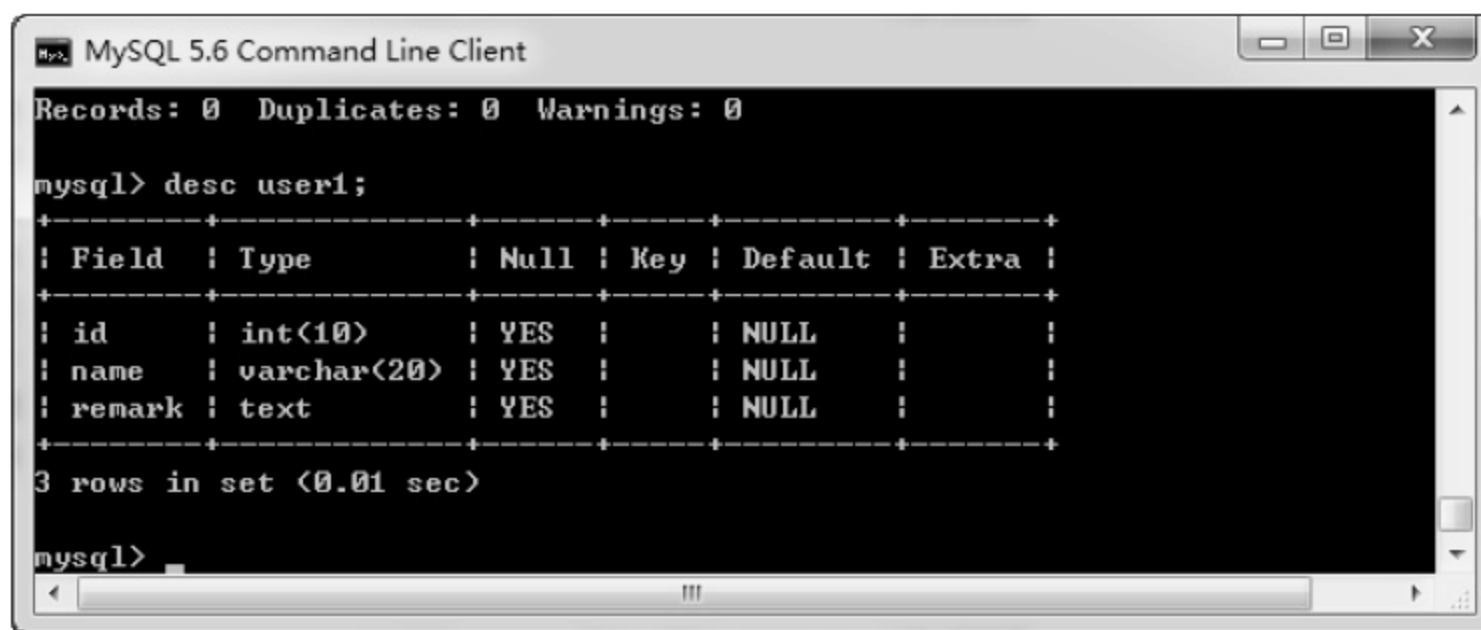 MySQL 5.6 Command Line Client
Records: 0  Duplicates: 0  Warnings: 0
mysql> desc user1;
+--------+-------------+------+-----+---------+-------+
| Field  | Type        | Null | Key | Default | Extra |
+--------+-------------+------+-----+---------+-------+
| id     | int(10)     | YES  |     | NULL    |       |
| name   | varchar(20) | YES  |     | NULL    |       |
| remark | text        | YES  |     | NULL    |       |
+--------+-------------+------+-----+---------+-------+
3 rows in set (0.01 sec)
mysql> _